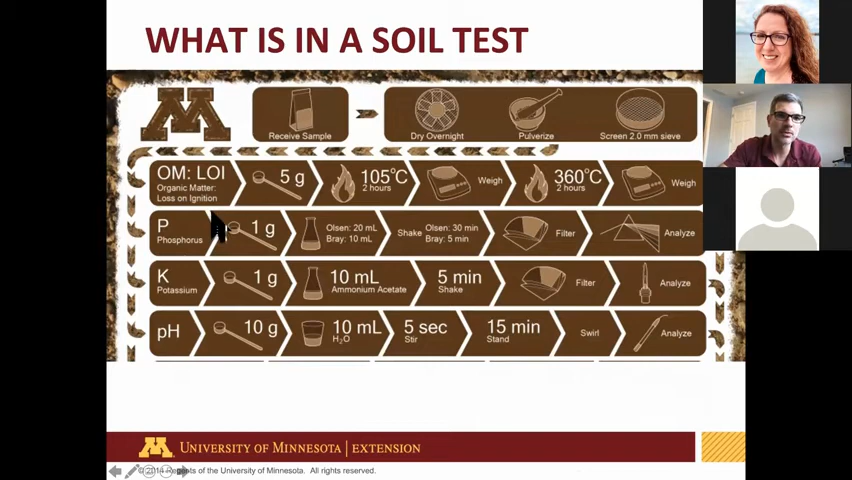 WHAT IS IN A SOIL TEST
M
Receive Sample
Dry Overnight
Pulverize
Screen 2.0 mm sieve
OM: LOI
Organic Matter:
Loss on Ignition
5 g
105°C
2 hours
Weigh
360°C
2 hours
Weigh
P
Phosphorus
1 g
Olsen: 20 mL
Bray: 10 mL
Shake
Olsen: 30 min
Bray: 5 min
Filter
Analyze
K
Potassium
1 g
10 mL
Ammonium Acetate
5 min
Shake
Filter
Analyze
pH
10 g
10 mL
H₂O
5 sec
Stir
15 min
Stand
Swirl
Analyze
M
UNIVERSITY OF MINNESOTA | EXTENSION
© 2014 Regents of the University of Minnesota. All rights reserved.